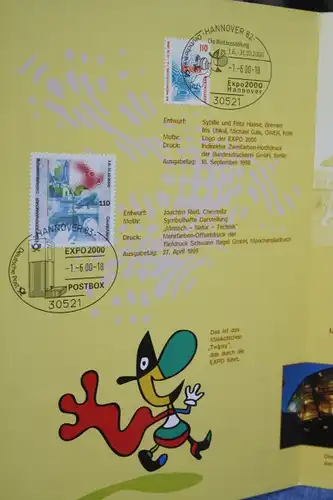 HANNOVER 82
Die Weltausstellung
1.6.-31.10.2000
-1.-6.00-18
Expo2000
Hannover
30521
110
Entwurf: Sybille und Fritz Haase, Bremen
Motiv: Logo der EXPO 2000
Druck: Indirekter Zweifarben-Hochdruck
der Bundesdruckerei GmbH, Berlin
Ausgabetag: 10. September 1998
110
HANNOVER 82
Deutsche Post AG
EXPO2000
-1.-6.00-18
POSTBOX
30521
Entwurf: Joachim Rieß, Chemnitz
Motiv: Symbolhafte Darstellung
„Mensch - Natur - Technik“
Druck: Mehrfarben-Offsetdruck der
Ausgabetag: 27. April 1999
Das ist das
Maskottchen
„Twipsy“,
das durch die
EXPO führt.